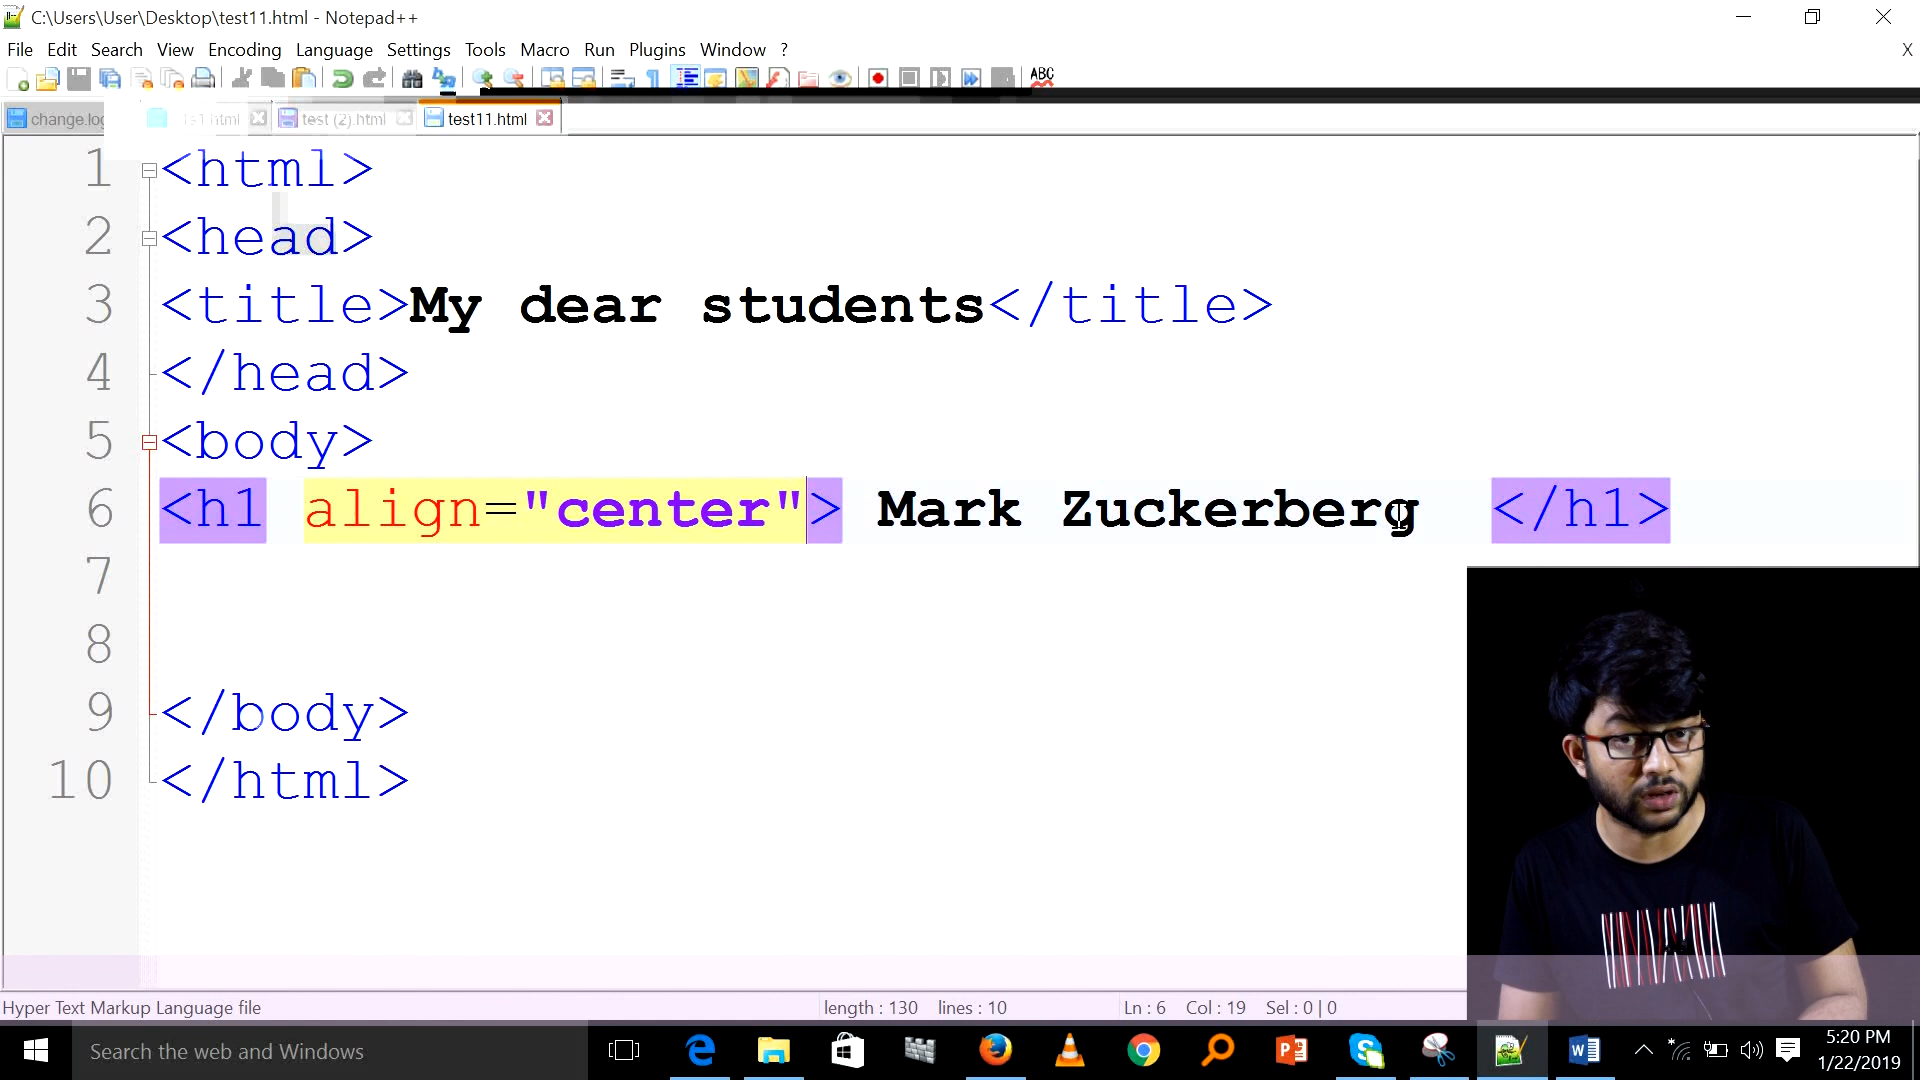 C:\Users\User\Desktop\test11.html - Notepad++
File Edit Search View Encoding Language Settings Tools Macro Run Plugins Window ? X
ABC
change.log test (2).html test11.html
1 <html>
2 <head>
3 <title>My dear students</title>
4 </head>
5 <body>
6 <h1 align="center"> Mark Zuckerberg </h1>
7
8
9 </body>
10 </html>
Hyper Text Markup Language file length : 130 lines : 10 Ln : 6 Col : 19 Sel : 0 | 0
Search the web and Windows
5:20 PM
1/22/2019